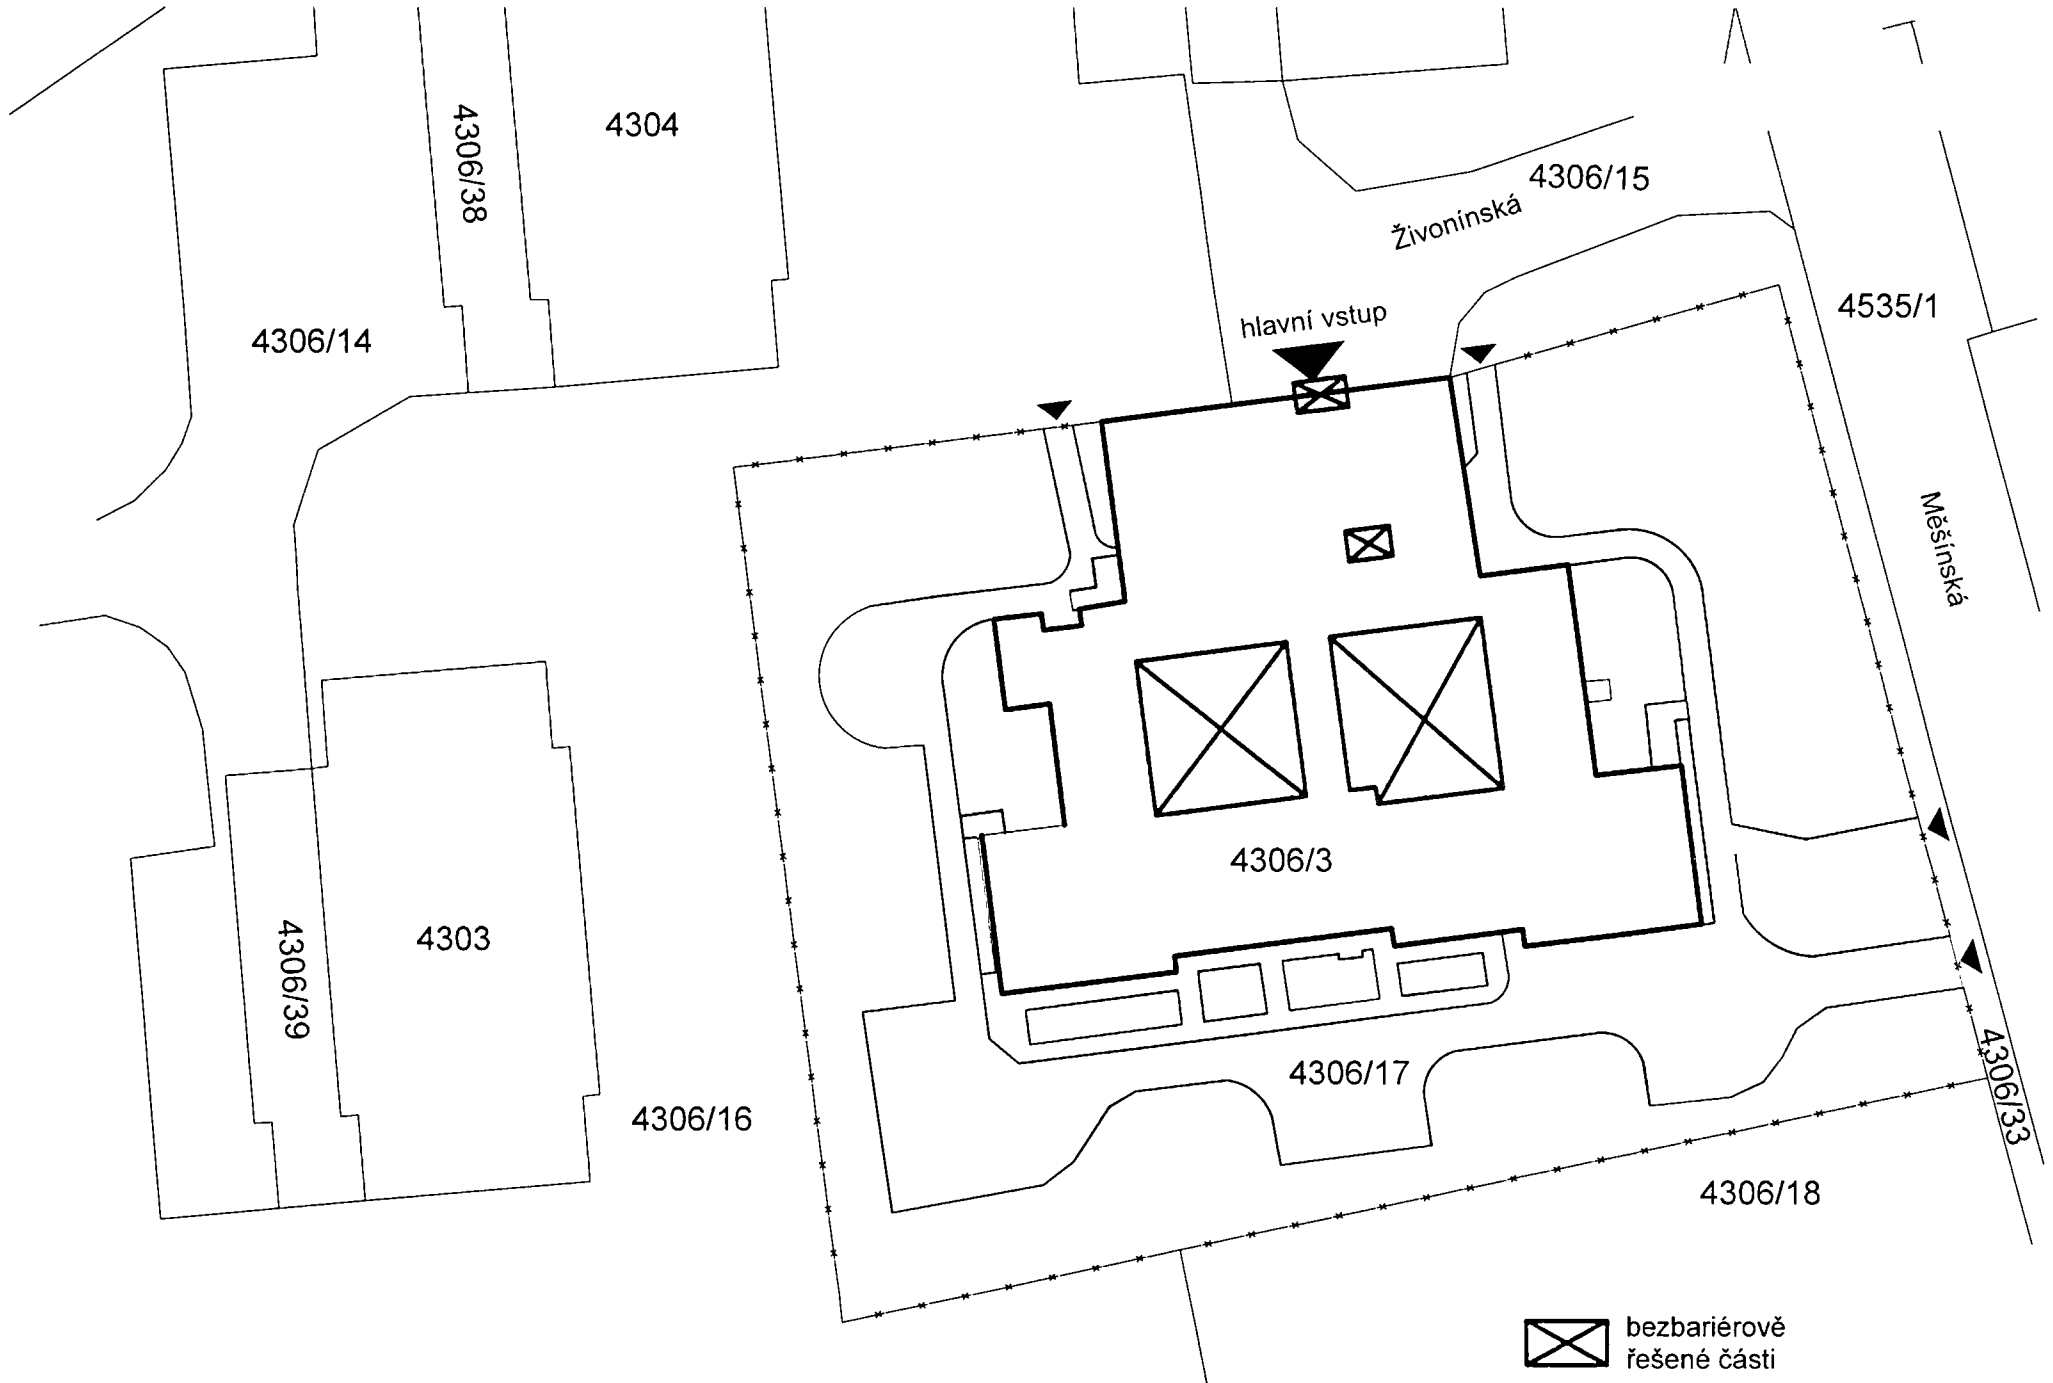 4304
4306/38
4306/15
Živonínská
4535/1
hlavní vstup
4306/14
Měšínská
4306/3
4303
4306/39
4306/17
4306/16
4306/33
4306/18
bezbariérově
řešené části